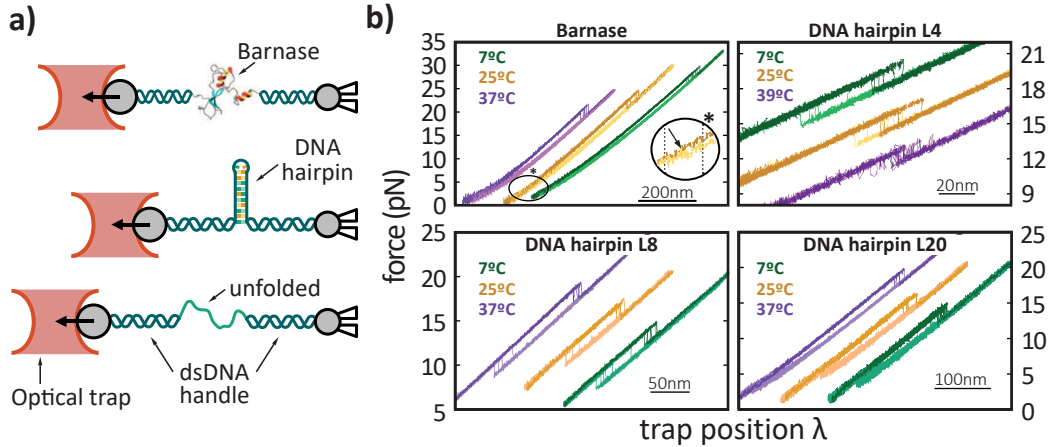 a)
Barnase
DNA
hairpin
unfolded
Optical trap
dsDNA
handle
b)
Barnase
DNA hairpin L4
35
30
25
20
15
10
5
0
7ºC
25ºC
37ºC
*
*
200nm
7ºC
25ºC
39ºC
20nm
21
18
15
12
9
force (pN)
DNA hairpin L8
DNA hairpin L20
25
20
15
10
5
7ºC
25ºC
37ºC
50nm
7ºC
25ºC
37ºC
100nm
25
20
15
10
5
0
trap position λ